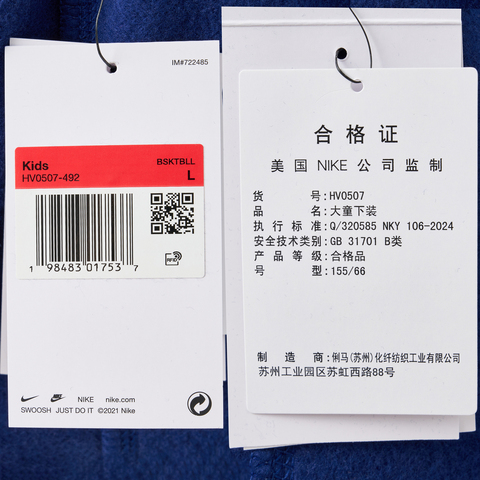 IM#722485
Kids
BSKTBLL
HV0507-492
L
1 98483 01753 7
RFID
NIKE nike.com
SWOOSH JUST DO IT ©2021 Nike
合格证
美国 NIKE 公司监制
货号:HV0507
品名:大童下装
执行标准:Q/320585 NKY 106-2024
安全技术类别:GB 31701 B类
产品等级:合格品
号型:155/66
制造商:俐马(苏州)化纤纺织工业有限公司
苏州工业园区苏虹西路88号